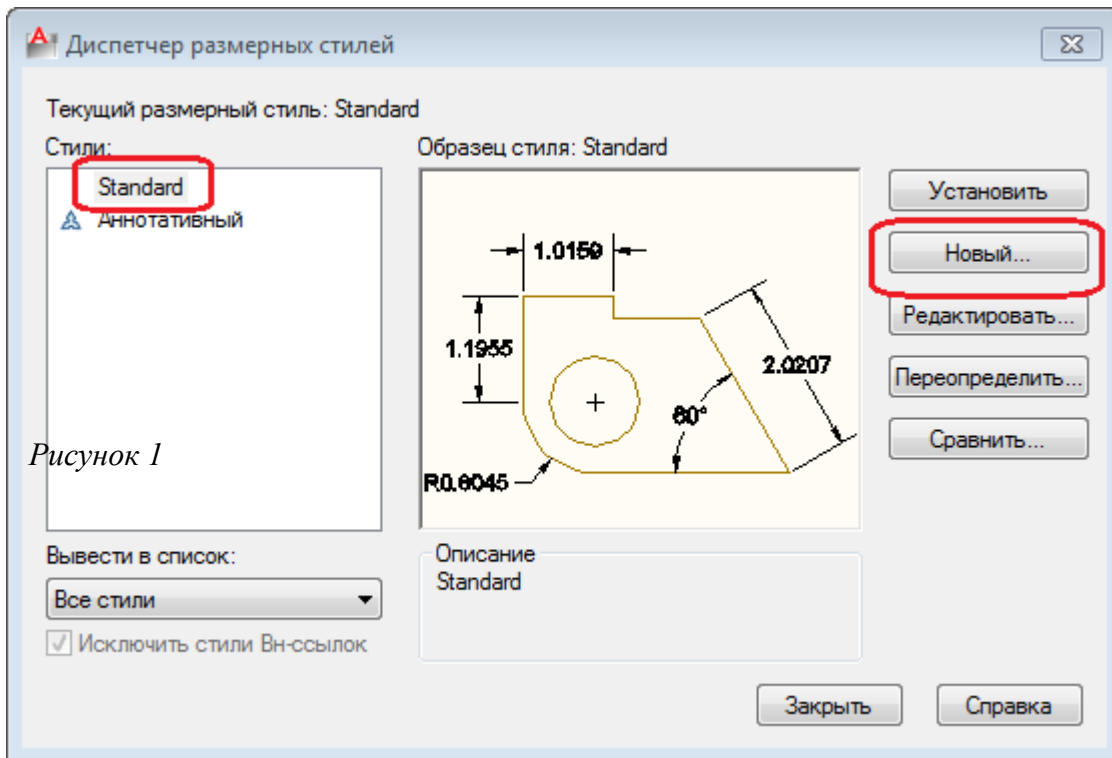 Диспетчер размерных стилей
Текущий размерный стиль: Standard
Стили:
Standard
Аннотативный
Образец стиля: Standard
1.0159
1.1955
2.0207
60°
R0.6045
Установить
Новый...
Редактировать...
Переопределить...
Сравнить...
Рисунок 1
Вывести в список:
Все стили
Исключить стили Вн-ссылок
Описание
Standard
Закрыть
Справка